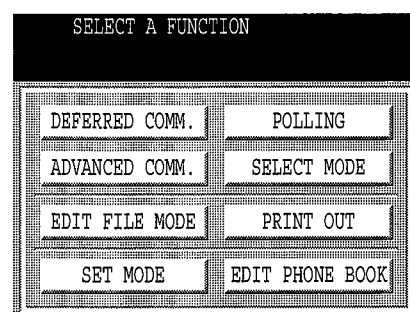 SELECT A FUNCTION
DEFERRED COMM. POLLING
ADVANCED COMM. SELECT MODE
EDIT FILE MODE PRINT OUT
SET MODE EDIT PHONE BOOK